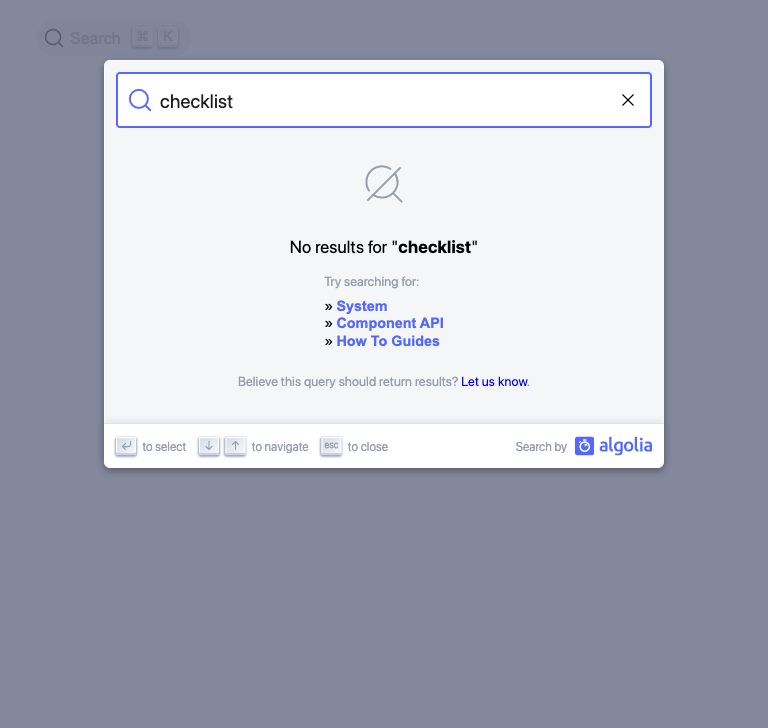 Search ⌘ K
checklist
No results for "checklist"
Try searching for:
» System
» Component API
» How To Guides
Believe this query should return results? Let us know.
to select to navigate esc to close Search by algolia